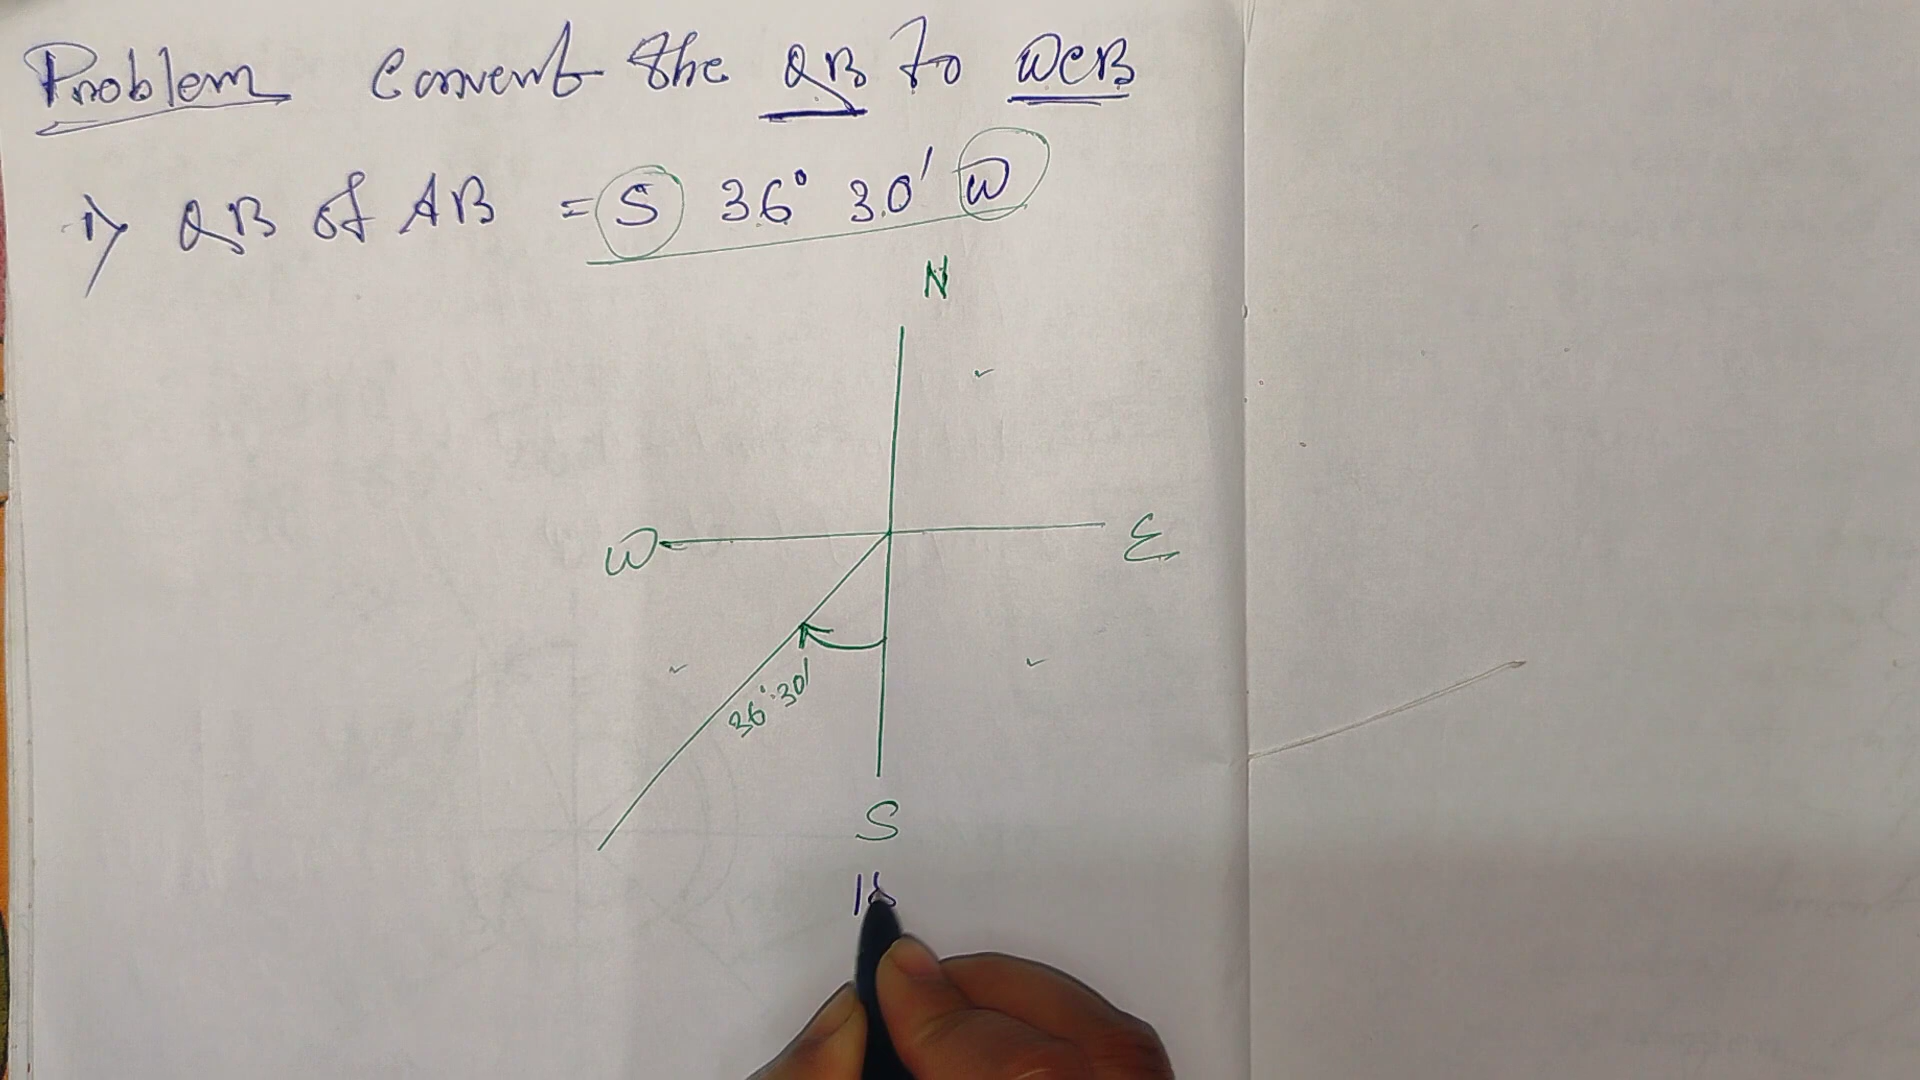 Problem Convert the QB To WCB
1) QB of AB = S 36° 30' W
N
W
E
36° 30'
S
18